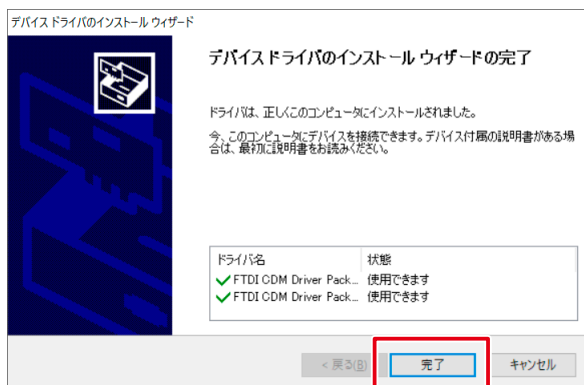 デバイス ドライバのインストール ウィザード
デバイス ドライバのインストール ウィザードの完了
ドライバは、正しくこのコンピュータにインストールされました。
今、このコンピュータにデバイスを接続できます。デバイス付属の説明書がある場
合は、最初に説明書をお読みください。
ドライバ名 状態
FTDI CDM Driver Pack... 使用できます
FTDI CDM Driver Pack... 使用できます
< 戻る(B) 完了 キャンセル